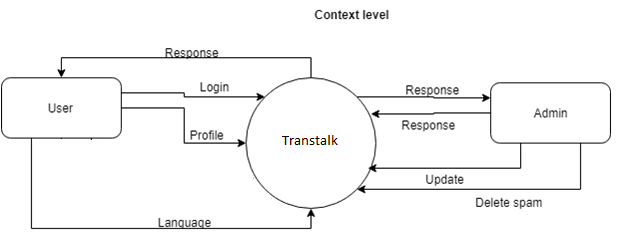 Context level
Response
Login
Response
User
Transtalk
Admin
Profile
Response
Update
Delete spam
Language